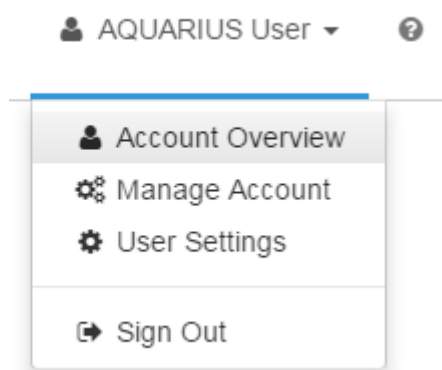 AQUARIUS User
Account Overview
Manage Account
User Settings
Sign Out